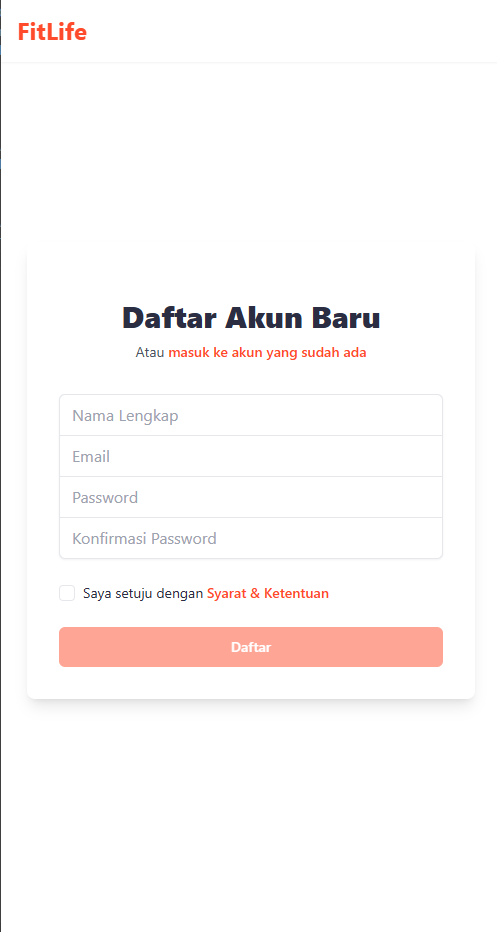 FitLife
Daftar Akun Baru
Atau masuk ke akun yang sudah ada
Nama Lengkap
Email
Password
Konfirmasi Password
Saya setuju dengan Syarat & Ketentuan
Daftar